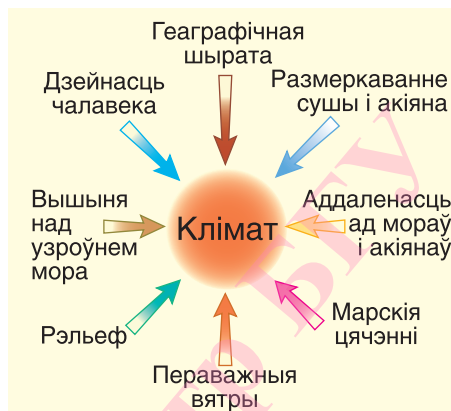 Геаграфічная
шырата
Размеркаванне
сушы і акіяна
Аддаленасць
ад мораў
і акіянаў
Марскія
цячэнні
Пераважныя
вятры
Рэльеф
Вышыня
над
узроўнем
мора
Дзейнасць
чалавека
Клімат
БГУ